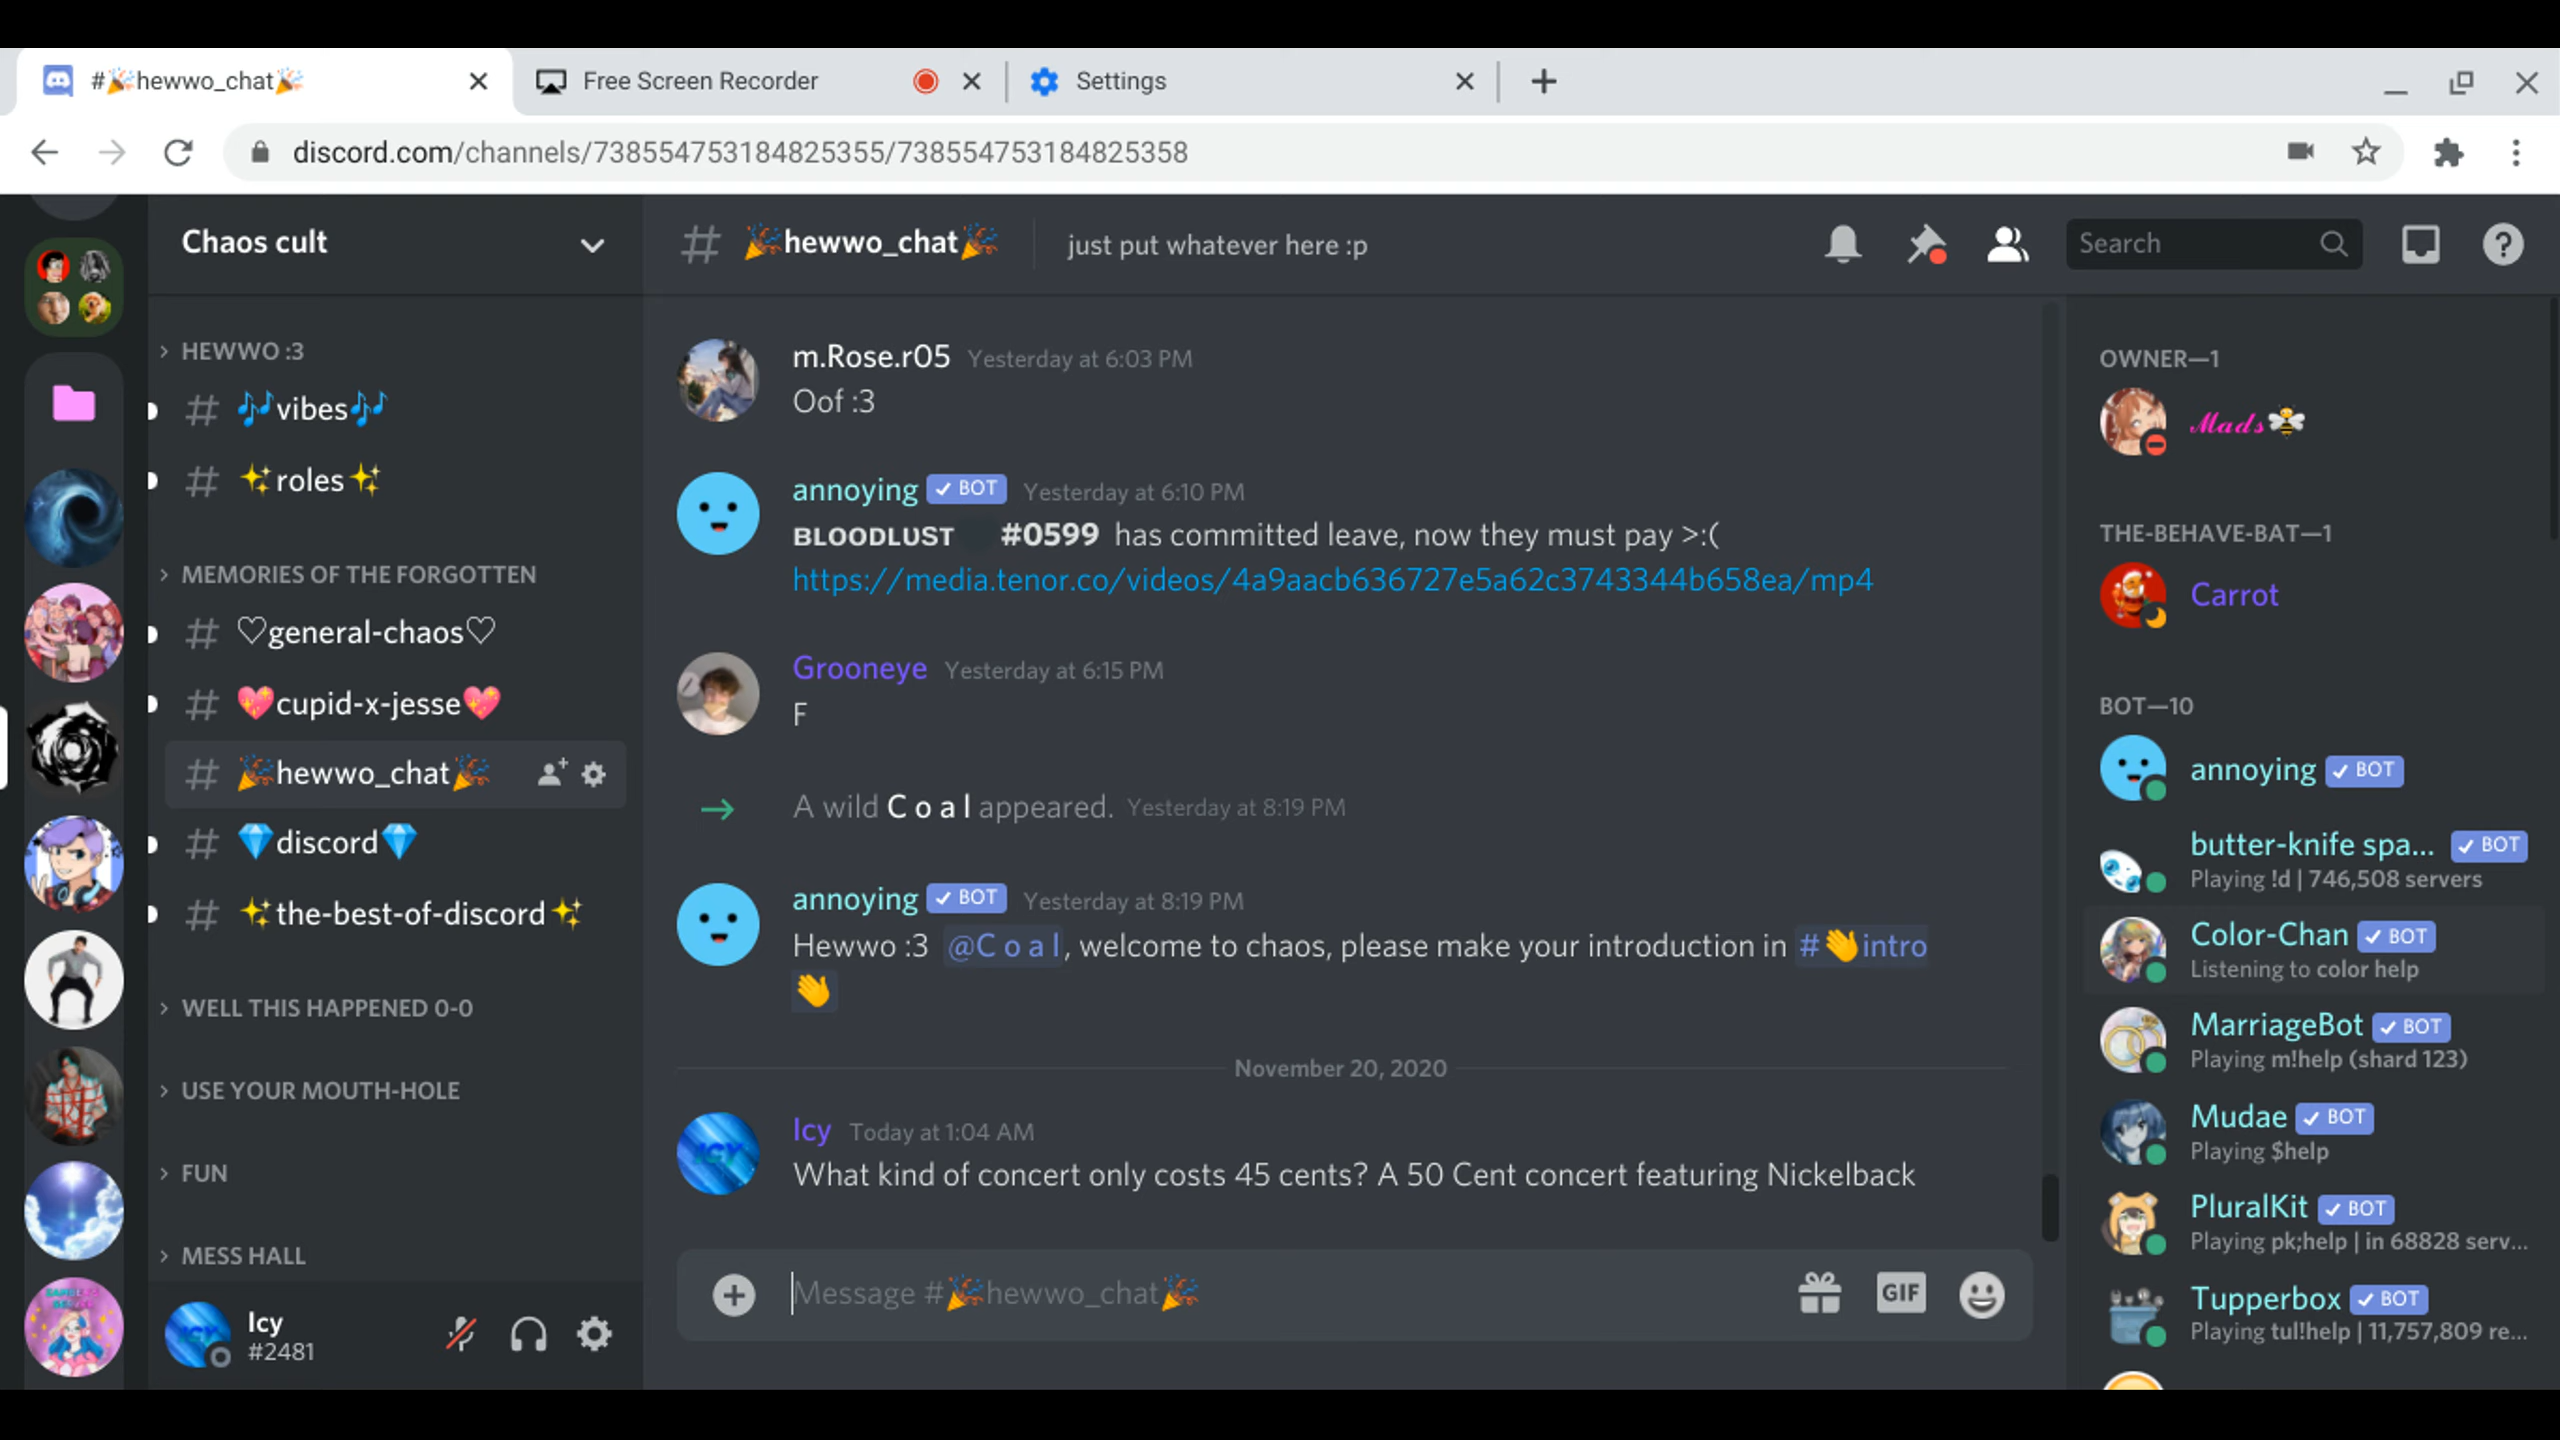 #🎉hewwo_chat🎉
Free Screen Recorder
Settings
discord.com/channels/738554753184825355/738554753184825358
Chaos cult
🎉hewwo_chat🎉
just put whatever here :p
Search
HEWWO :3
🎶vibes🎶
✨roles✨
MEMORIES OF THE FORGOTTEN
♡general-chaos♡
💖cupid-x-jesse💖
🎉hewwo_chat🎉
💎discord💎
✨the-best-of-discord✨
WELL THIS HAPPENED 0-0
USE YOUR MOUTH-HOLE
FUN
MESS HALL
Icy
#2481
m.Rose.r05 Yesterday at 6:03 PM
Oof :3
annoying ✓ BOT Yesterday at 6:10 PM
ʙʟᴏᴏᴅʟᴜsᴛ #0599 has committed leave, now they must pay >:(
https://media.tenor.co/videos/4a9aacb636727e5a62c3743344b658ea/mp4
Grooneye Yesterday at 6:15 PM
F
A wild C o a l appeared. Yesterday at 8:19 PM
annoying ✓ BOT Yesterday at 8:19 PM
Hewwo :3 @C o a l, welcome to chaos, please make your introduction in #👋intro
👋
November 20, 2020
Icy Today at 1:04 AM
ICY
What kind of concert only costs 45 cents? A 50 Cent concert featuring Nickelback
Message #🎉hewwo_chat🎉
GIF
OWNER—1
𝓜𝓪𝓭𝓼🐝
THE-BEHAVE-BAT—1
Carrot
BOT—10
annoying ✓ BOT
butter-knife spa... ✓ BOT
Playing !d | 746,508 servers
Color-Chan ✓ BOT
Listening to color help
MarriageBot ✓ BOT
Playing m!help (shard 123)
Mudae ✓ BOT
Playing $help
PluralKit ✓ BOT
Playing pk;help | in 68828 serv...
Tupperbox ✓ BOT
Playing tul!help | 11,757,809 re...